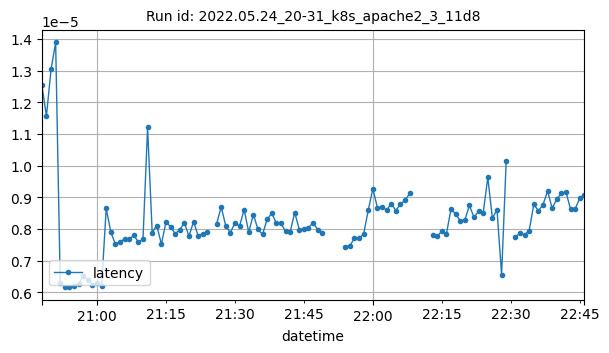 Run id: 2022.05.24_20-31_k8s_apache2_3_11d8
1e−5
1.4
1.3
1.2
1.1
1.0
0.9
0.8
0.7
0.6
latency
21:00 21:15 21:30 21:45 22:00 22:15 22:30 22:45
datetime